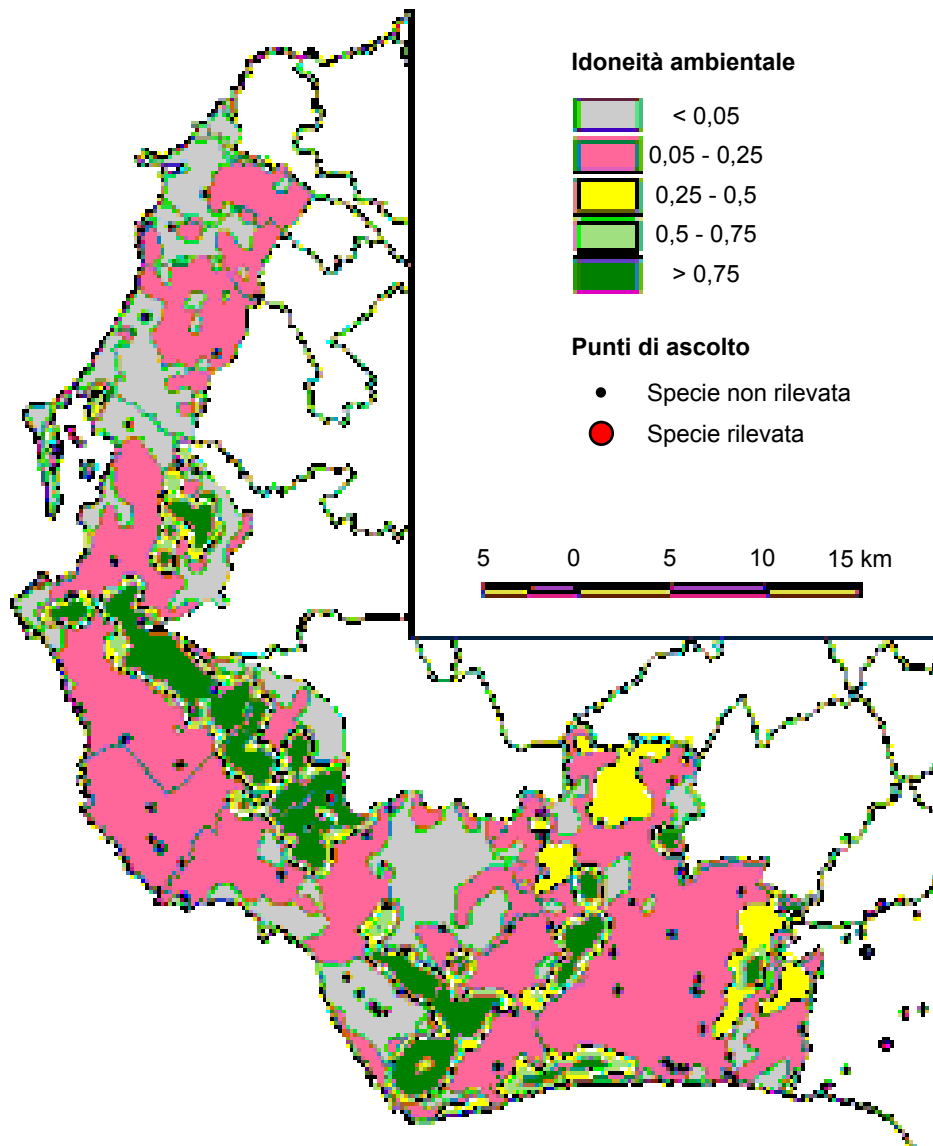 Idoneità ambientale
< 0,05
0,05 - 0,25
0,25 - 0,5
0,5 - 0,75
> 0,75
Punti di ascolto
Specie non rilevata
Specie rilevata
5 0 5 10 15 km